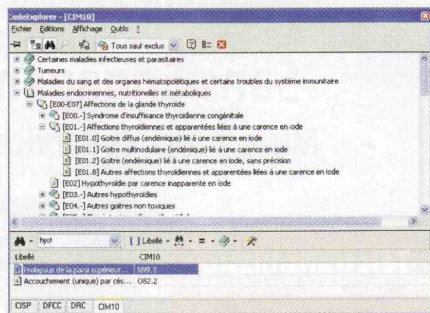 CodeExplorer - [CIM10]
Fichier Editions Affichage Outils ?
Tous sauf exclus
Certaines maladies infectieuses et parasitaires
Tumeurs
Maladies du sang et des organes hématopoïétiques et certains troubles du système immunitaire
Maladies endocriniennes, nutritionnelles et métaboliques
[E00-E07] Affections de la glande thyroïde
[E00.-] Syndrome d'insuffisance thyroïdienne congénitale
[E01.-] Affections thyroïdiennes et apparentées liées à une carence en iode
[E01.0] Goitre diffus (endémique) lié à une carence en iode
[E01.1] Goitre multinodulaire (endémique) lié à une carence en iode
[E01.2] Goitre (endémique) lié à une carence en iode, sans précision
[E01.8] Autres affections thyroïdiennes et apparentées liées à une carence en iode
[E02] Hypothyroïdie par carence inapparente en iode
[E03.-] Autres hypothyroïdies
[E04.-] Autres goitres non toxiques
hyst
[ ] Libellé
Libellé CIM10
Prolapsus de la paroi supérieur... N99.3
Accouchement (unique) par cés... O82.2
CISP DFCC DRC CIM10